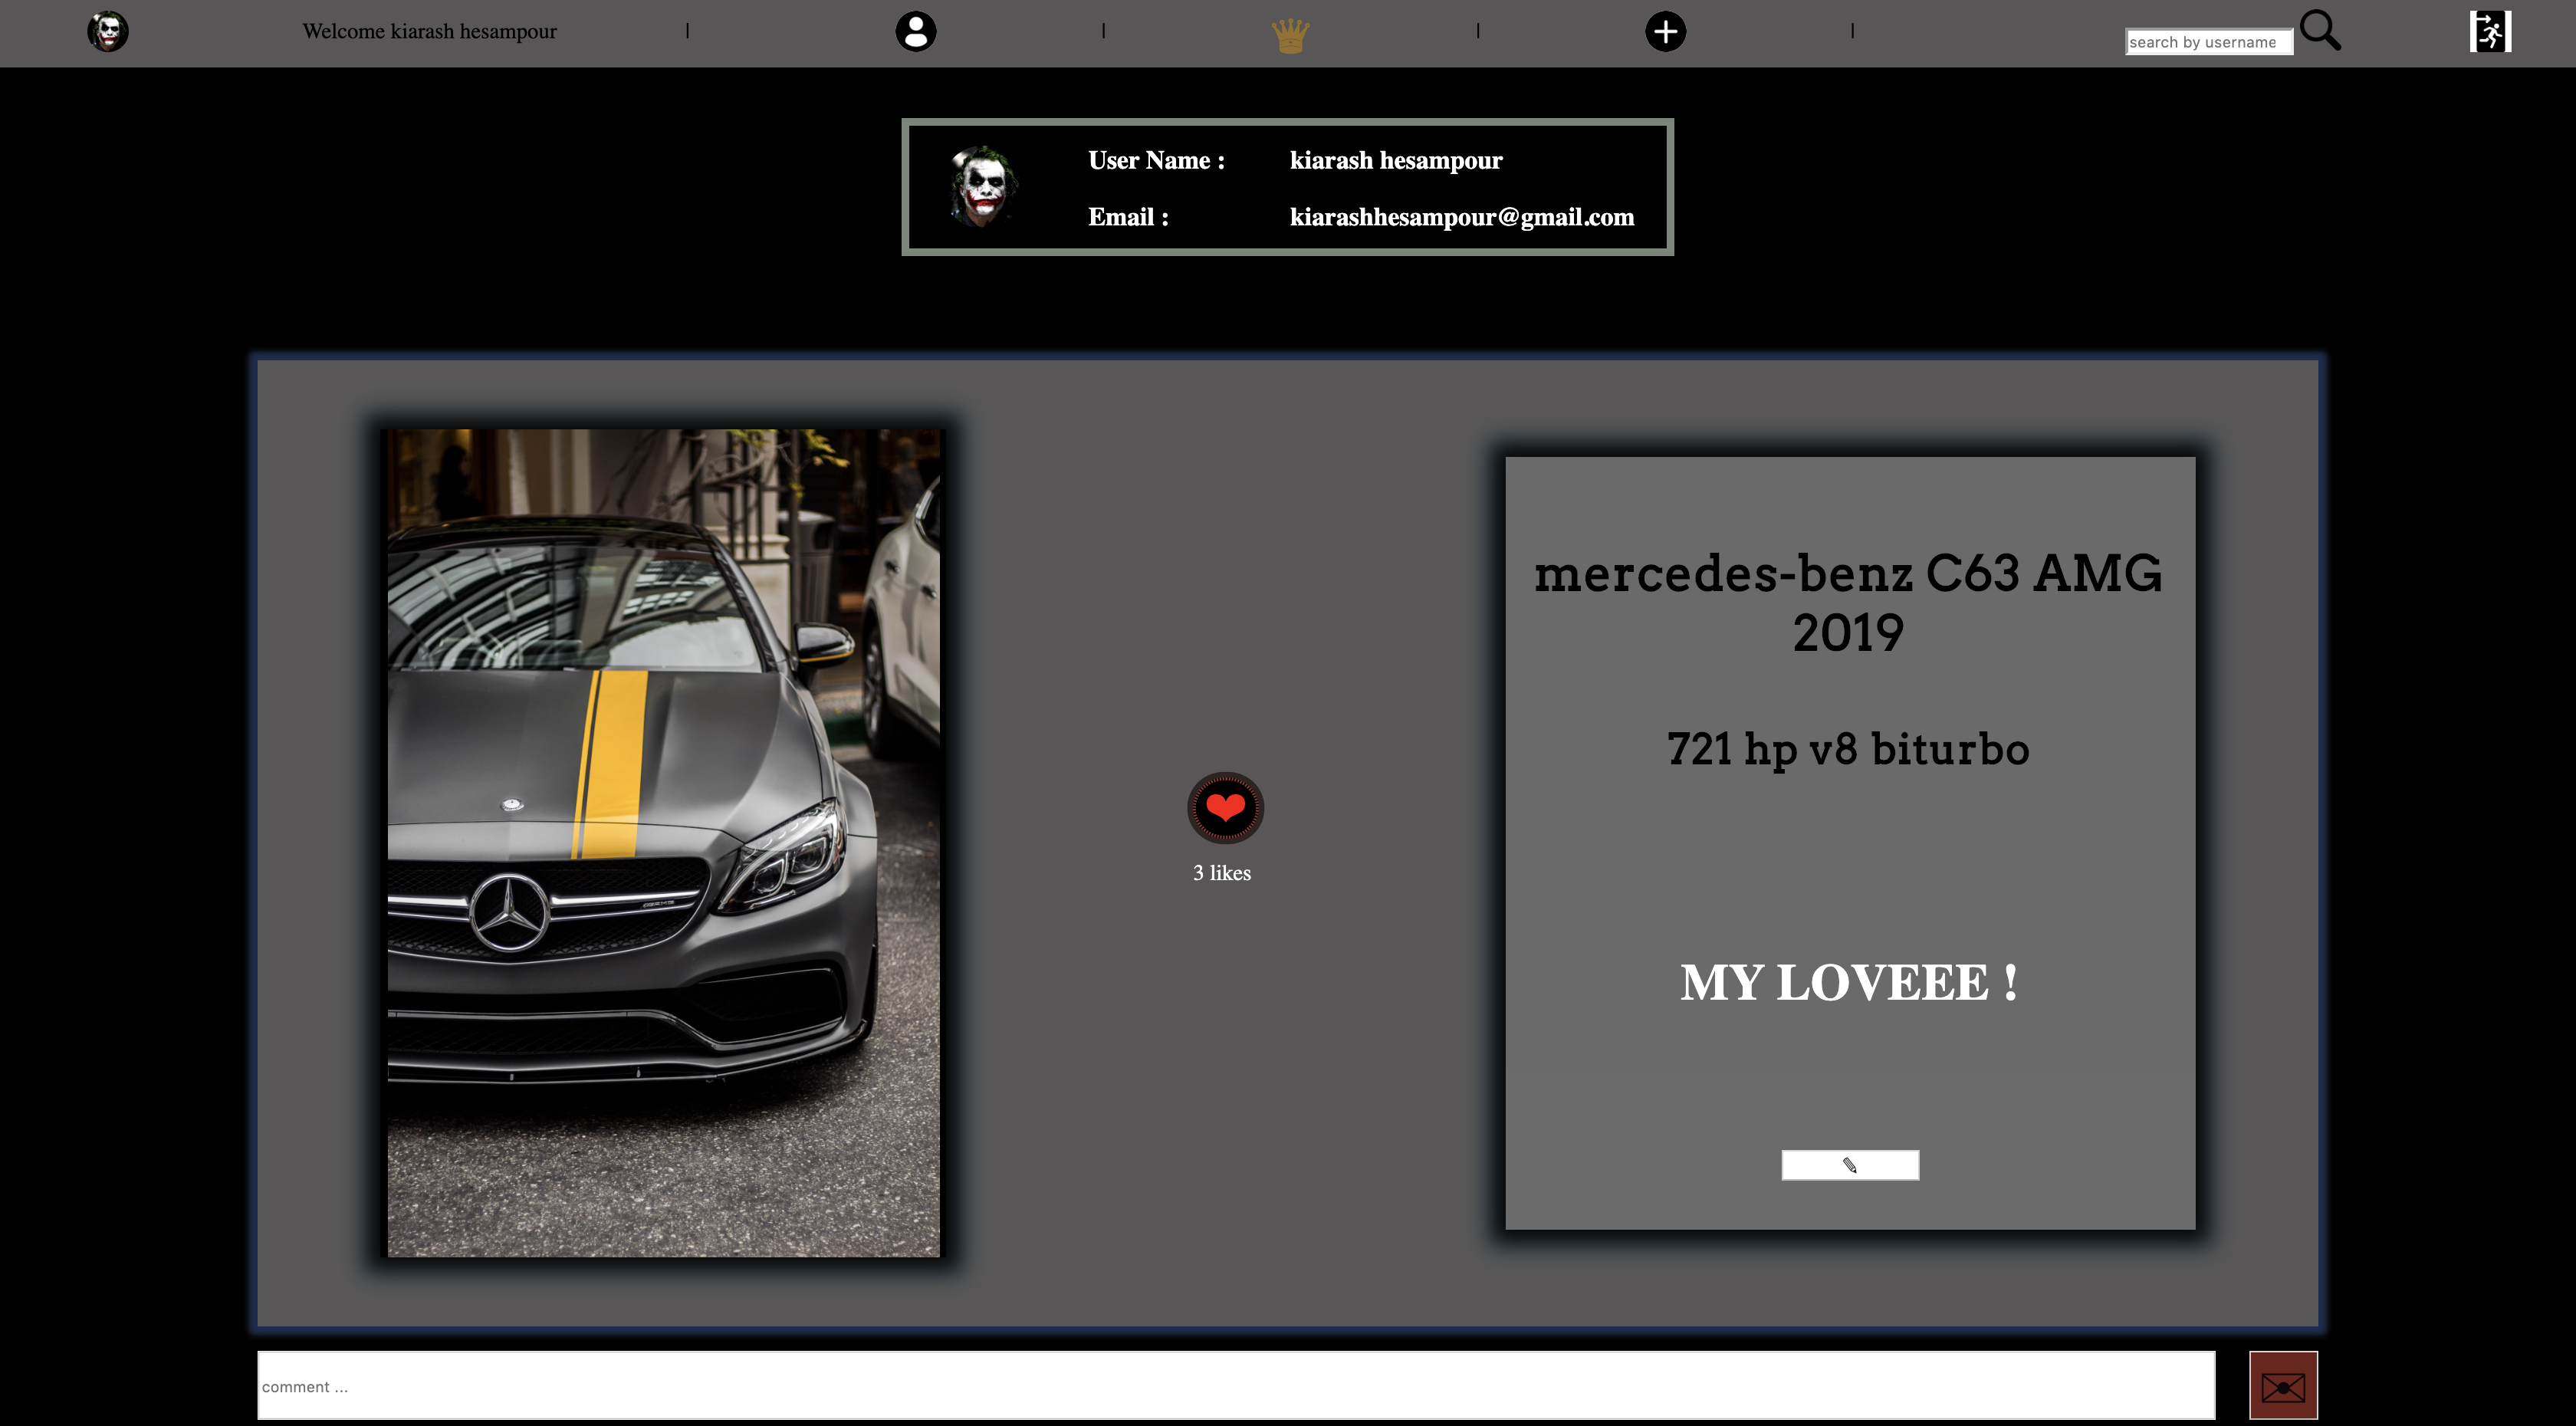 Welcome kiarash hesampour
search by username
User Name : kiarash hesampour
Email : kiarashhesampour@gmail.com
mercedes-benz C63 AMG
2019
721 hp v8 biturbo
3 likes
MY LOVEEE !
comment ...